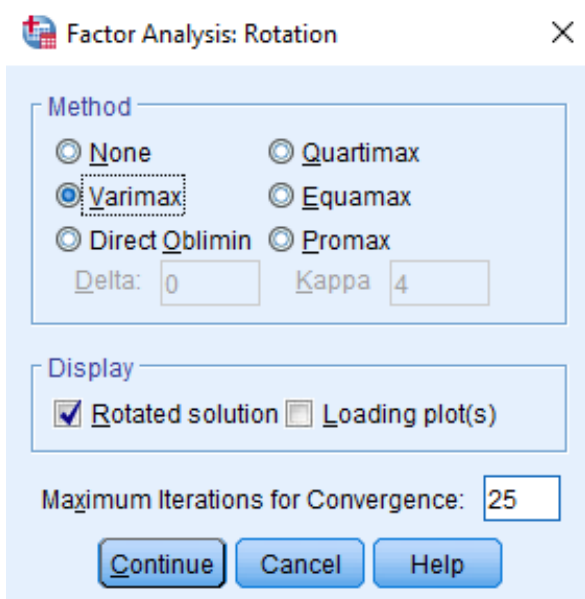 Factor Analysis: Rotation
Method
None
Quartimax
Varimax
Equamax
Direct Oblimin
Promax
Delta: 0
Kappa 4
Display
Rotated solution
Loading plot(s)
Maximum Iterations for Convergence: 25
Continue
Cancel
Help